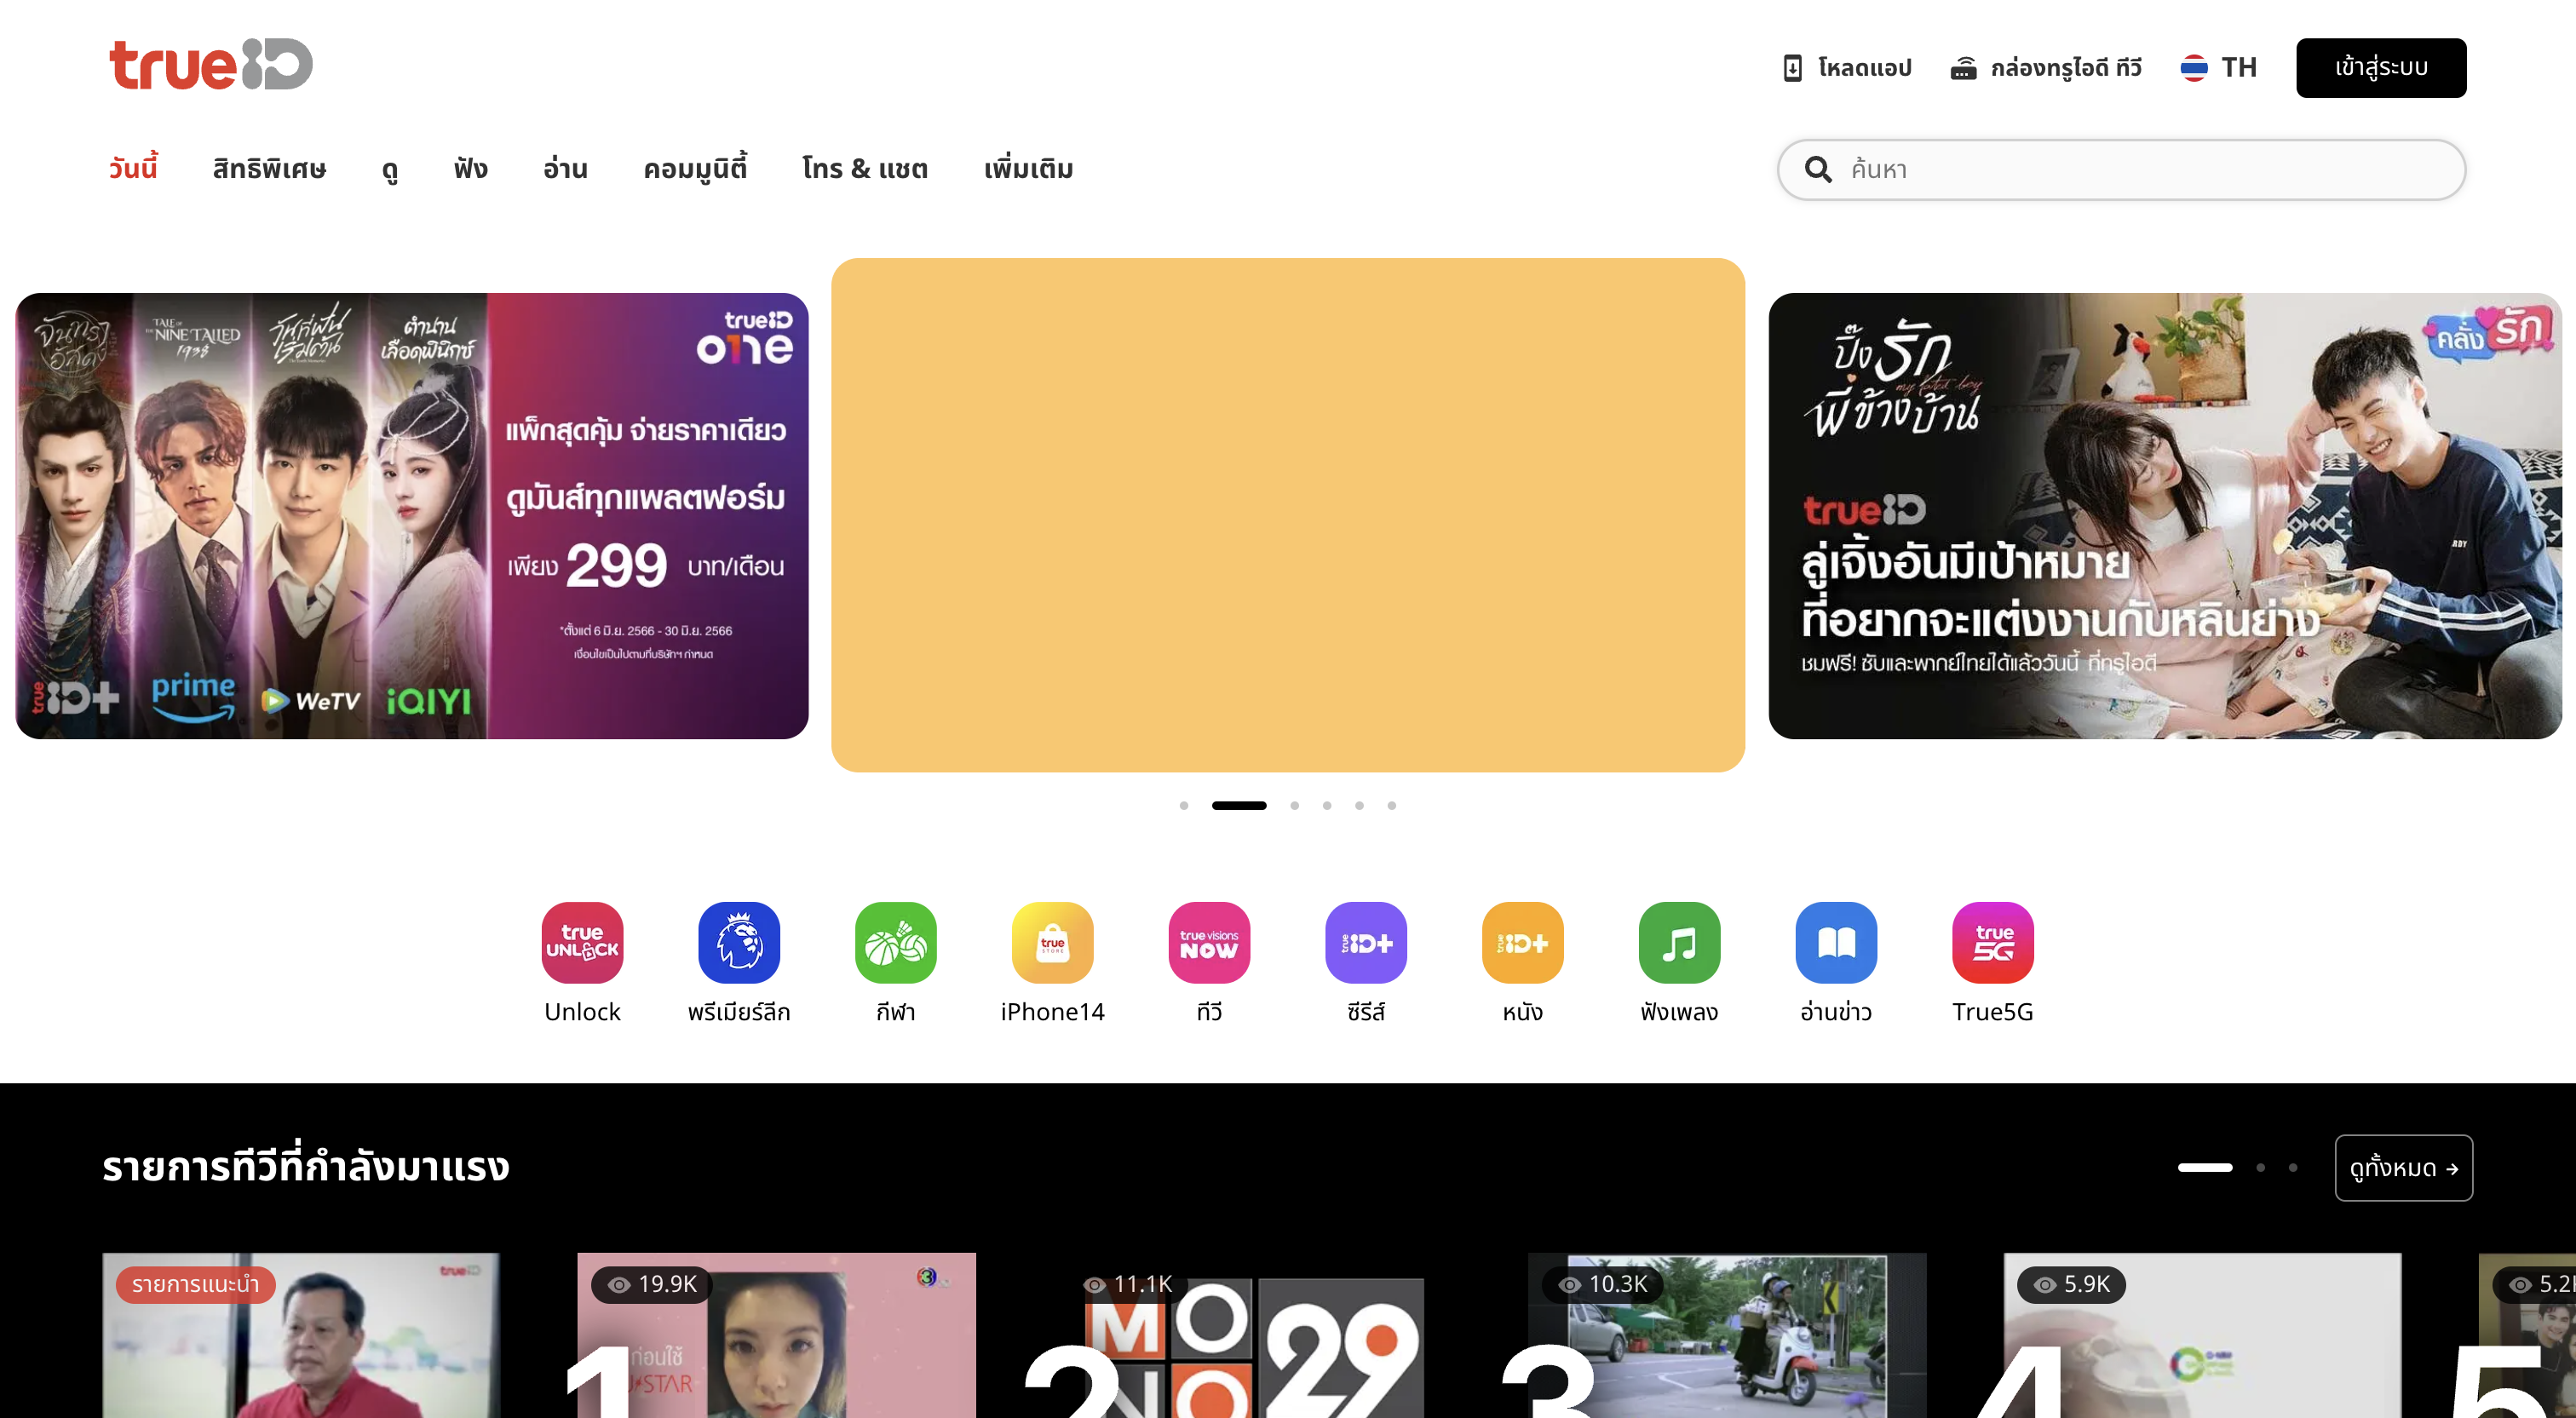 trueiD
โหลดแอป
กล่องทรูไอดี ทีวี
TH
เข้าสู่ระบบ
วันนี้
สิทธิพิเศษ
ดู
ฟัง
อ่าน
คอมมูนิตี้
โทร & แชต
เพิ่มเติม
ค้นหา
จันทราอัสดง
TALE OF THE NINE TAILED 1938
วันที่ฝันเริ่มต้น
ตำนาน
เลือดฟินิกซ์
trueiD
one
แพ็กสุดคุ้ม จ่ายราคาเดียว
ดูมันส์ทุกแพลตฟอร์ม
เพียง 299 บาท/เดือน
*ตั้งแต่ 6 มิ.ย. 2566 - 30 มิ.ย. 2566
เงื่อนไขเป็นไปตามที่บริษัทฯ กำหนด
true iD+
prime
WeTV
iQIYI
ปิ๊งรัก
my fated boy
พี่ข้างบ้าน
คลั่งรัก
trueiD
ลู่เจิ้งอันมีเป้าหมาย
ที่อยากจะแต่งงานกับหลินย่าง
ชมฟรี! ซับและพากย์ไทยได้แล้ววันนี้ ที่ทรูไอดี
true UNLOCK
true STORE
true visions NOW
true iD+
true iD+
true 5G
Unlock
พรีเมียร์ลีก
กีฬา
iPhone14
ทีวี
ซีรีส์
หนัง
ฟังเพลง
อ่านข่าว
True5G
รายการทีวีที่กำลังมาแรง
ดูทั้งหมด →
รายการแนะนำ
trueiD
19.9K
3
ก่อนใช้
U★STAR
1
11.1K
MONO
29
2
10.3K
3
5.9K
4
5.2K
5